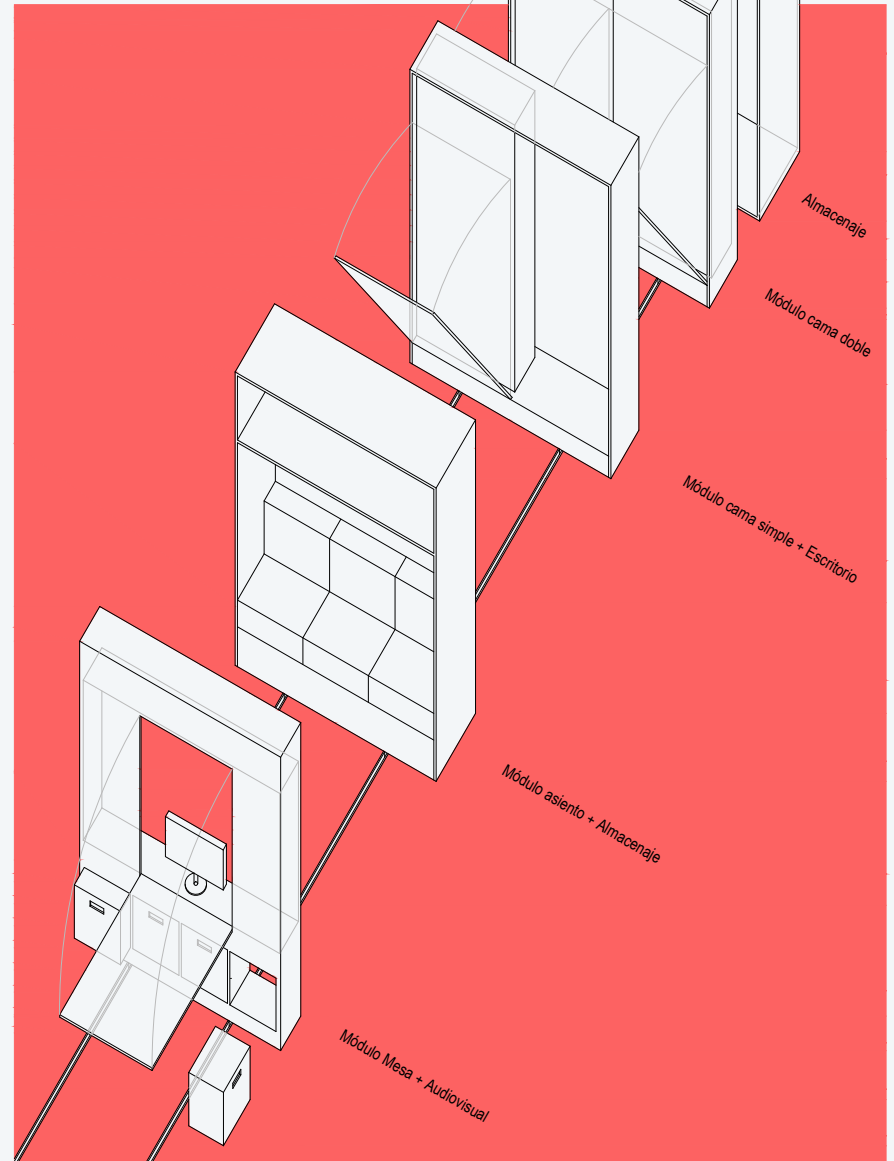 Almacenaje
Módulo cama doble
Módulo cama simple + Escritorio
Módulo asiento + Almacenaje
Módulo Mesa + Audiovisual